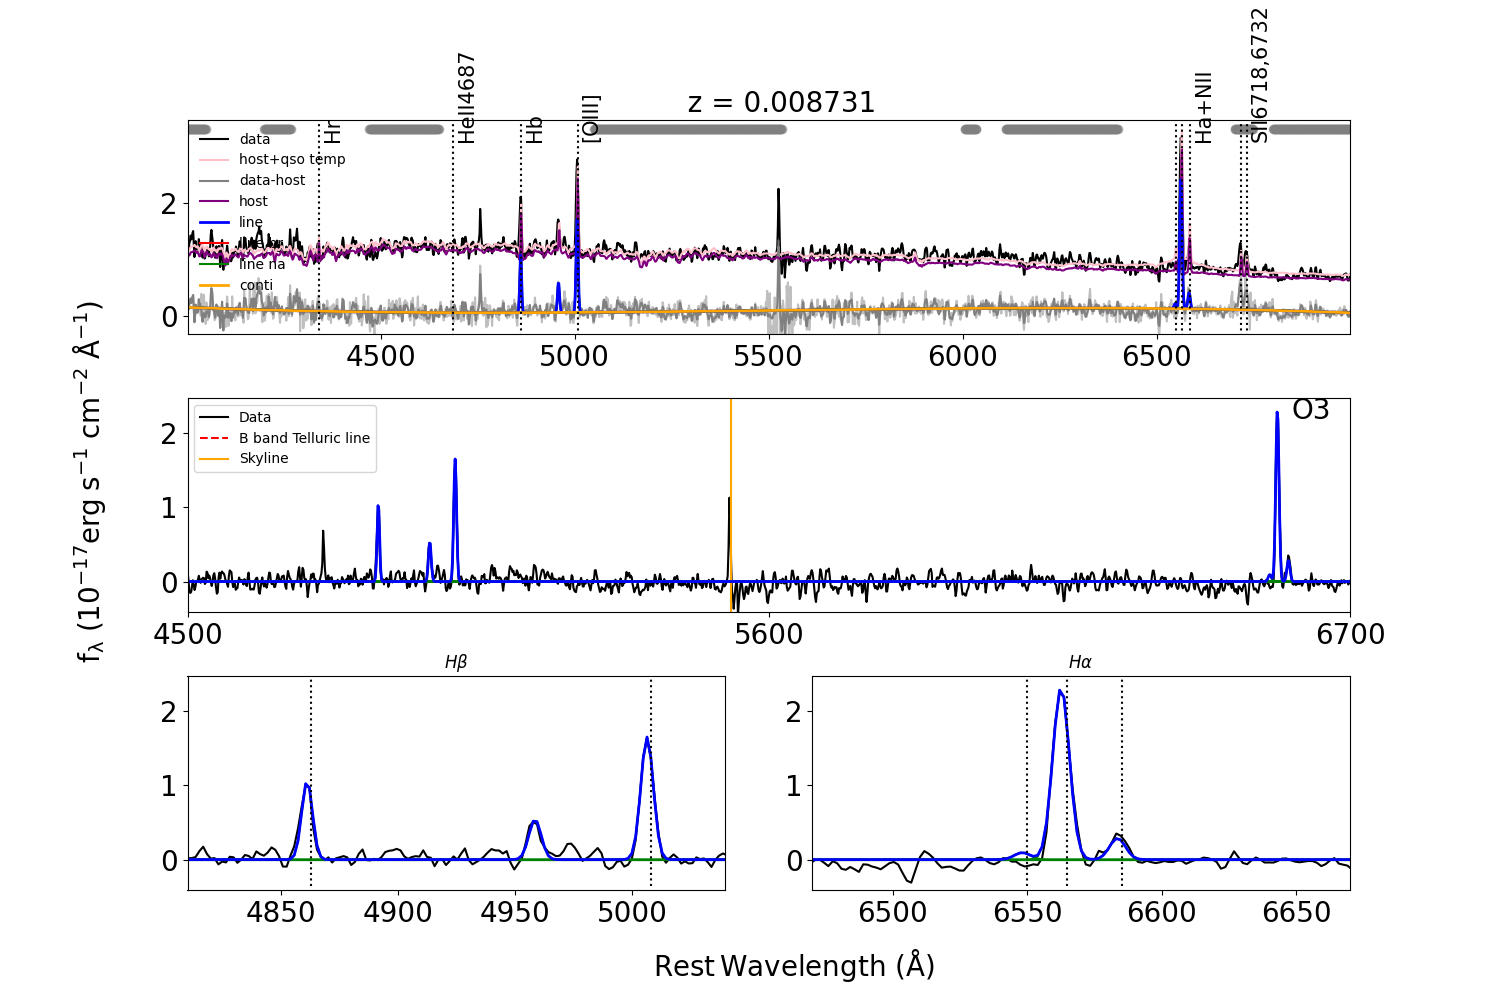 z = 0.008731
Hr
HeII4687
Hb
[OIII]
Ha+NII
SII6718,6732
data
host+qso temp
data-host
host
line
line br
line na
conti
2
0
4500
5000
5500
6000
6500
Data
B band Telluric line
Skyline
O3
2
1
0
4500
5600
6700
fλ (10⁻¹⁷erg s⁻¹ cm⁻² Å⁻¹)
Hβ
2
1
0
4850
4900
4950
5000
Hα
2
1
0
6500
6550
6600
6650
Rest Wavelength (Å)